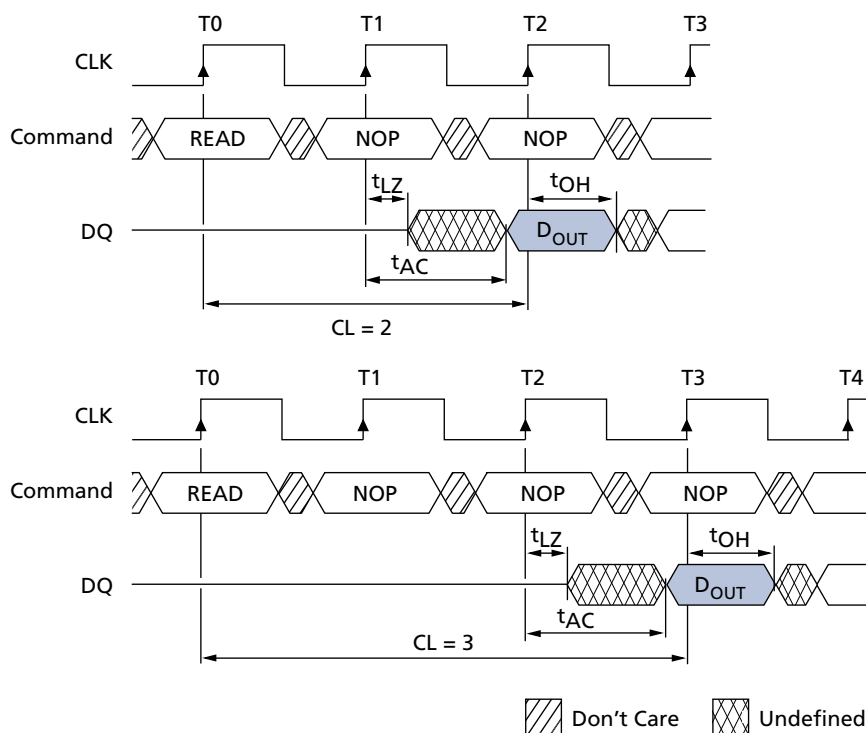 T0 T1 T2 T3
CLK
Command READ NOP NOP
tLZ tOH
DQ DOUT
tAC
CL = 2
T0 T1 T2 T3 T4
CLK
Command READ NOP NOP NOP
tLZ tOH
DQ DOUT
tAC
CL = 3
Don't Care Undefined